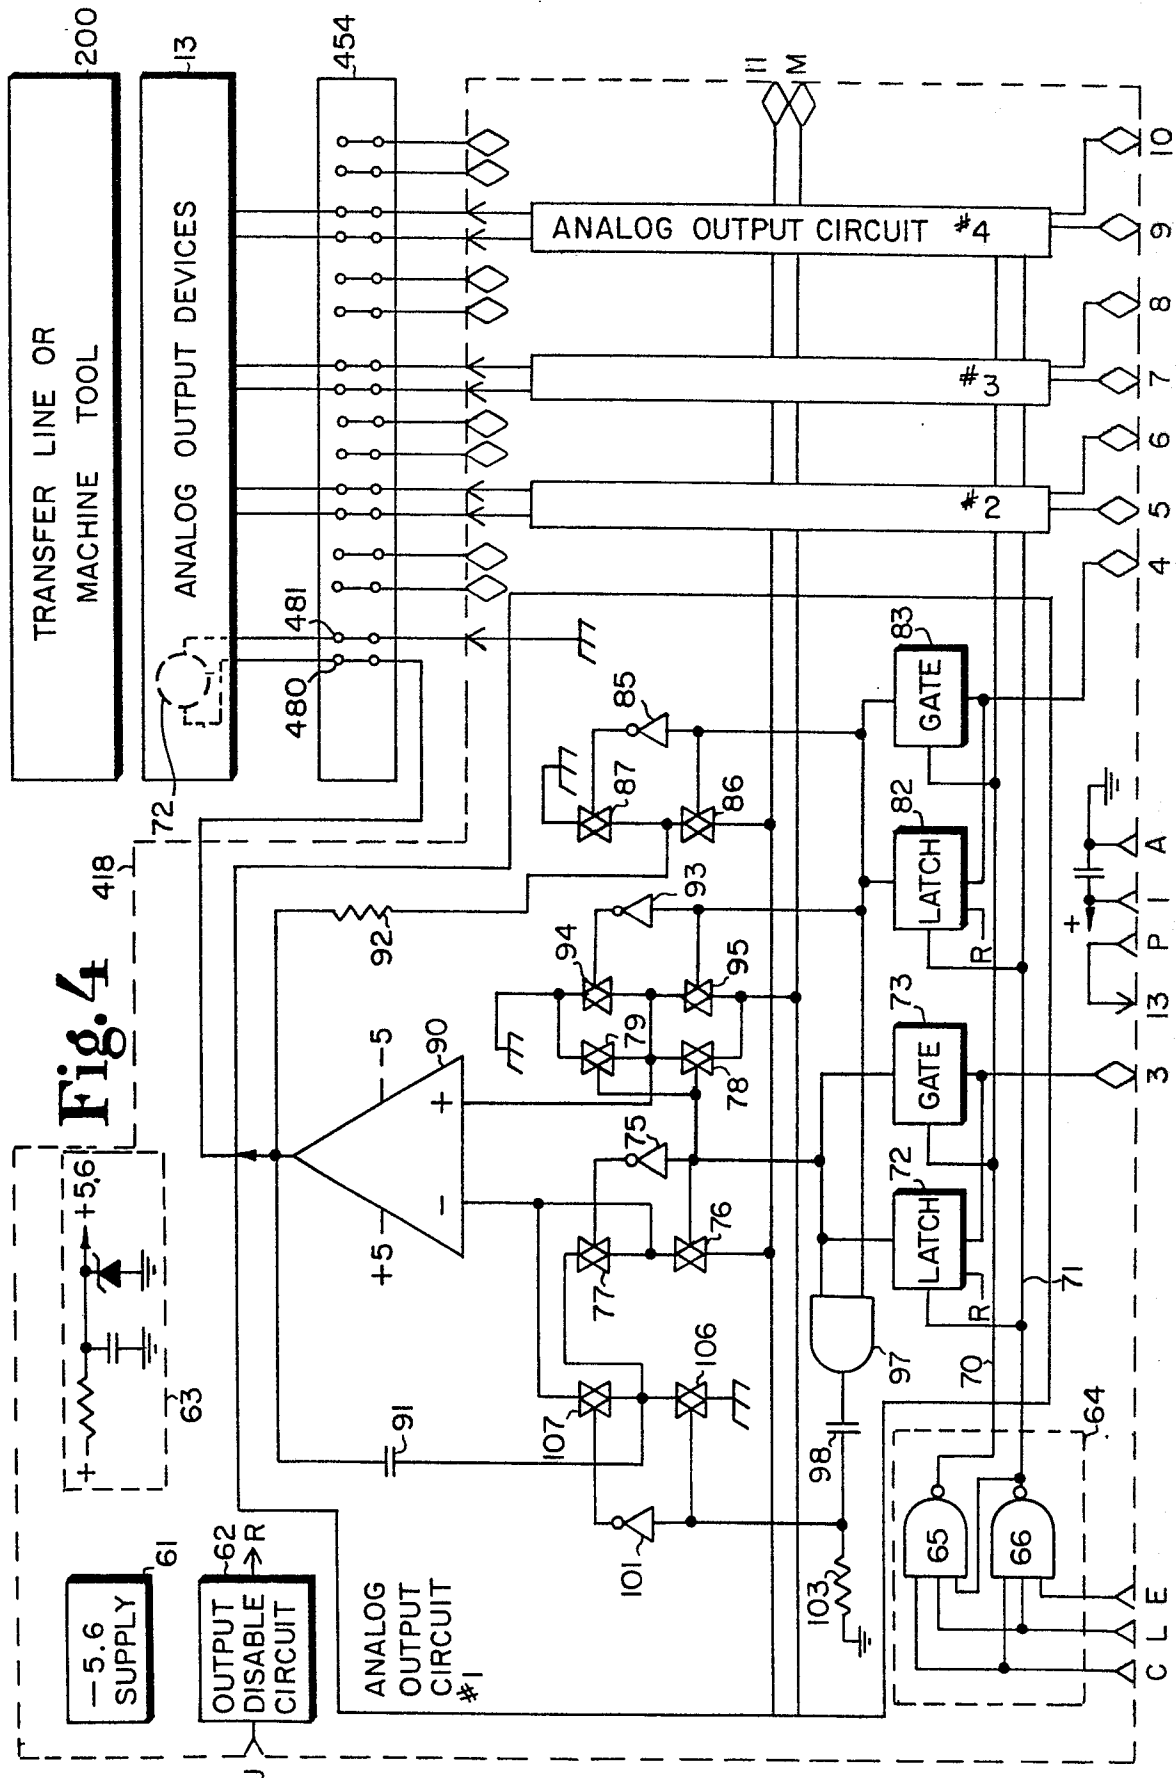 TRANSFER LINE OR
MACHINE TOOL
200
ANALOG OUTPUT DEVICES
13
72
454
480
481
418
Fig.4
-5.6
SUPPLY
61
OUTPUT
DISABLE
CIRCUIT
62
R
U
+
+5.6
63
ANALOG
OUTPUT
CIRCUIT
#1
+5
-5
90
-
+
91
92
101
107
106
77
76
75
79
78
94
95
93
87
86
85
103
98
97
LATCH
72
R
GATE
73
LATCH
82
R
GATE
83
70
71
64
65
66
#2
#3
ANALOG OUTPUT CIRCUIT #4
11
M
+
C
L
E
3
13
P
1
A
4
5
6
7
8
9
10